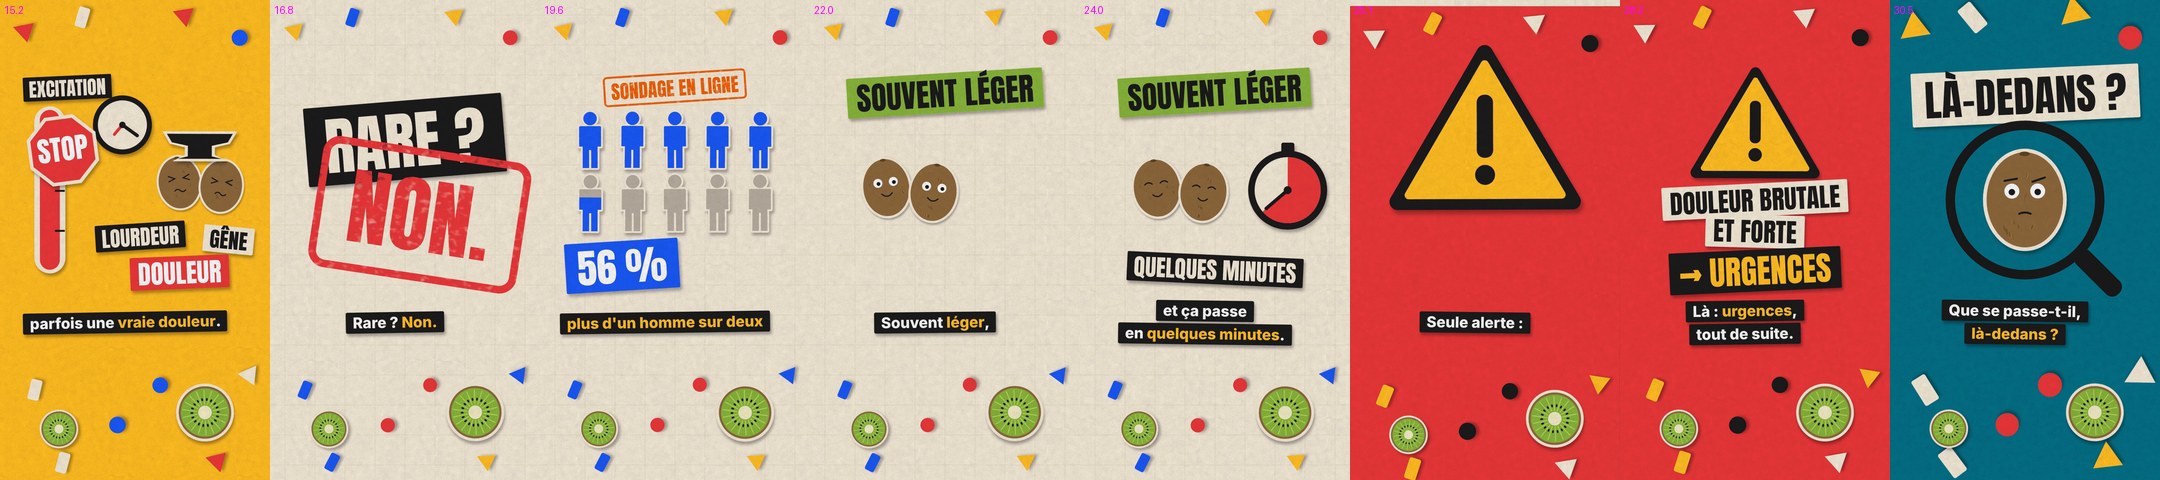 15.2
EXCITATION
STOP
LOURDEUR
GÊNE
DOULEUR
parfois une vraie douleur.
16.8
RARE ?
NON.
Rare ? Non.
19.6
SONDAGE EN LIGNE
56 %
plus d'un homme sur deux
22.0
SOUVENT LÉGER
Souvent léger,
24.0
SOUVENT LÉGER
QUELQUES MINUTES
et ça passe
en quelques minutes.
Seule alerte :
DOULEUR BRUTALE
ET FORTE
→ URGENCES
Là : urgences,
tout de suite.
30.5
LÀ-DEDANS ?
Que se passe-t-il,
là-dedans ?